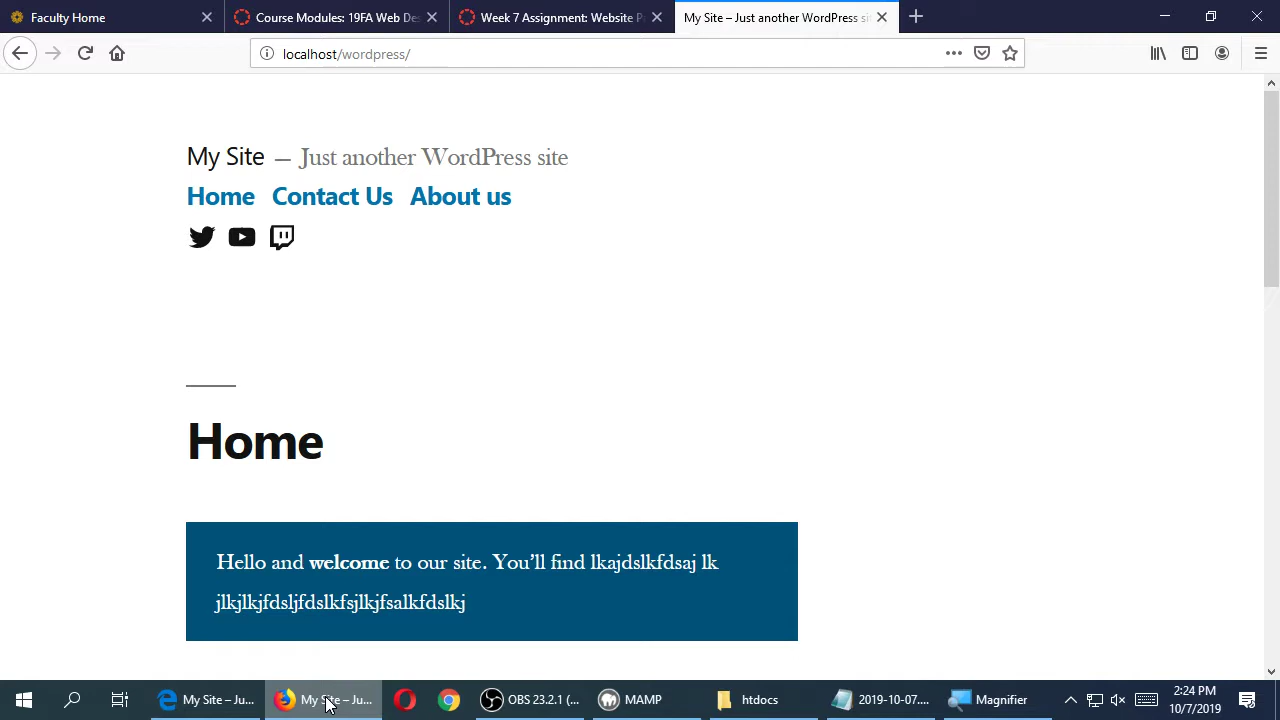 Faculty Home
Course Modules: 19FA Web Des
Week 7 Assignment: Website P
My Site – Just another WordPress si
localhost/wordpress/
My Site — Just another WordPress site
Home Contact Us About us
Home
Hello and welcome to our site. You’ll find lkajdslkfdsaj lk
jlkjlkjfdsljfdslkfsjlkjfsalkfdslkj
My Site – Ju...
My Site – Ju...
OBS 23.2.1 (...
MAMP
htdocs
2019-10-07....
Magnifier
2:24 PM
10/7/2019